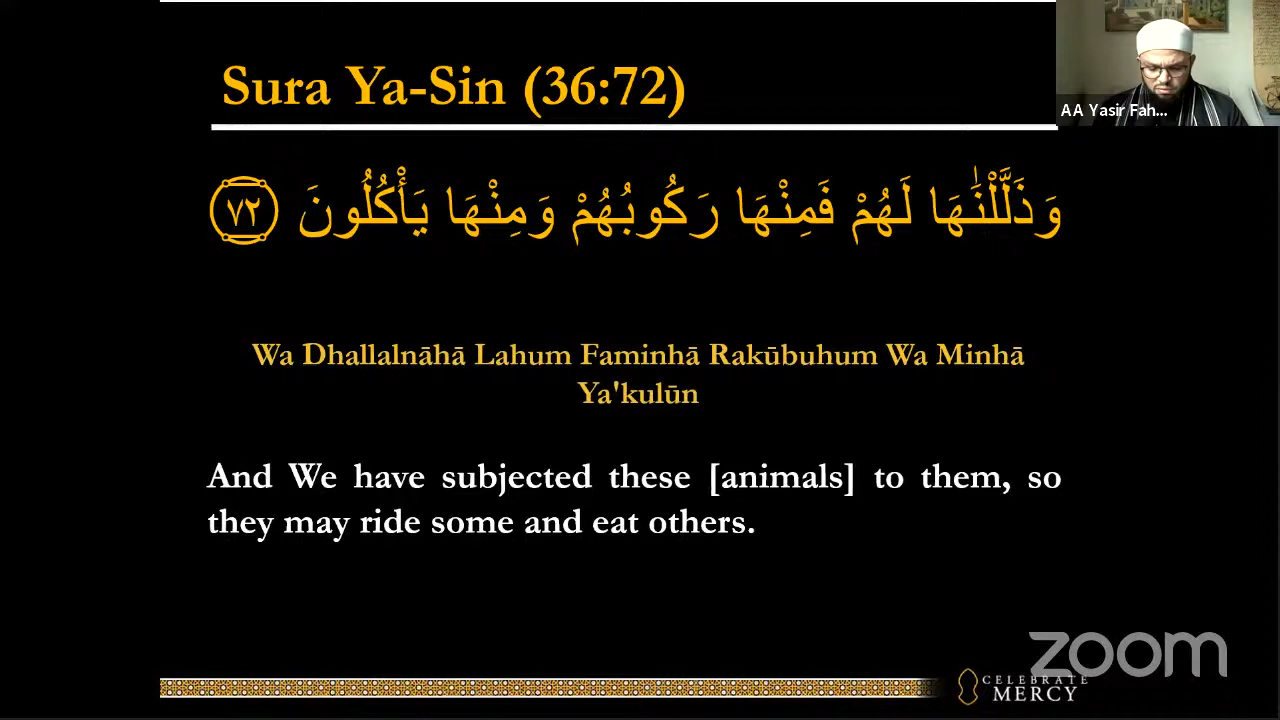 Sura Ya-Sin (36:72)
AA Yasir Fah...
وَذَلَّلْنَٰهَا لَهُمْ فَمِنْهَا رَكُوبُهُمْ وَمِنْهَا يَأْكُلُونَ ٧٢
Wa Dhallalnāhā Lahum Faminhā Rakūbuhum Wa Minhā
Ya'kulūn
And We have subjected these [animals] to them, so
they may ride some and eat others.
zoom
CELEBRATE
MERCY